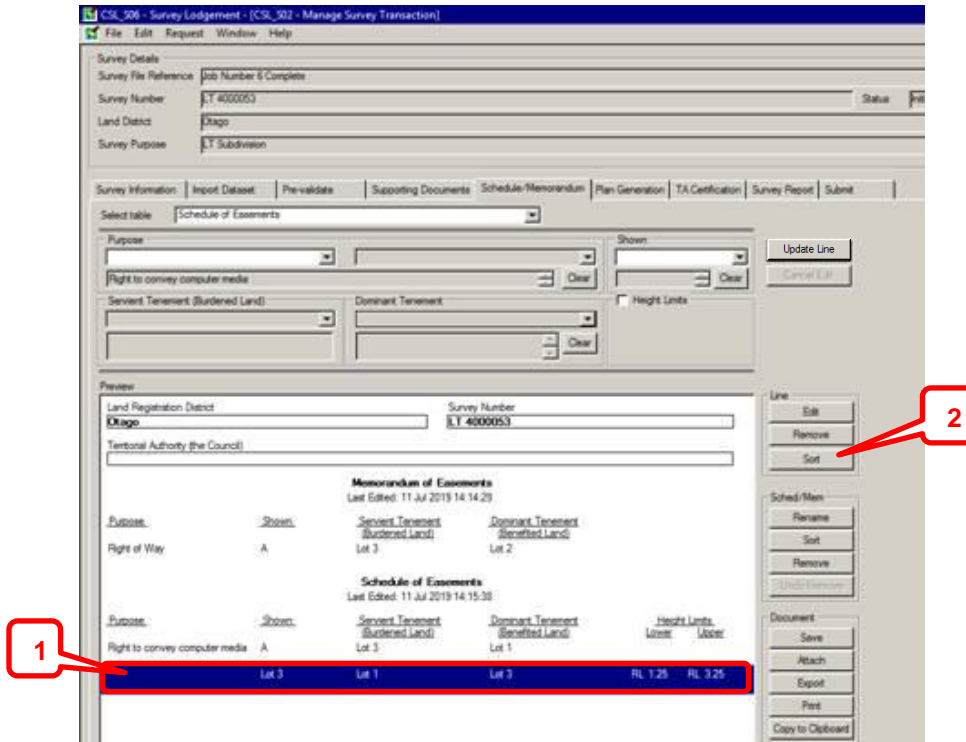 CSL_S06 - Survey Lodgement - [CSL_S02 - Manage Survey Transaction]
File Edit Request Window Help
Survey Details
Survey File Reference Job Number 6 Complete
Survey Number LT 4000053 Status
Land District Otago
Survey Purpose LT Subdivision
Survey Information Import Dataset Pre-validate Supporting Documents Schedule/Memorandum Plan Generation TA Certification Survey Report Submit
Select table Schedule of Easements
Purpose Shown Update Line
Right to convey computer media Clear Clear Cancel Edit
Servient Tenement (Burdened Land) Dominant Tenement Height Limits
Clear
Preview Line
Land Registration District Survey Number Edit
Otago LT 4000053 2
Remove
Territorial Authority (the Council)
Sort
Memorandum of Easements
Last Edited: 11 Jul 2019 14:14:29 Sched/Mem
Purpose Shown Servient Tenement Dominant Tenement Rename
(Burdened Land) (Benefited Land) Sort
Right of Way A Lot 3 Lot 2
Remove
Schedule of Easements Undo Remove
Last Edited: 11 Jul 2019 14:15:38
Purpose Shown Servient Tenement Dominant Tenement Height Limits Document
(Burdened Land) (Benefited Land) Lower Upper Save
1 Right to convey computer media A Lot 3 Lot 1
Attach
Lot 3 Lot 1 Lot 3 RL 1.25 RL 3.25 Export
Print
Copy to Clipboard